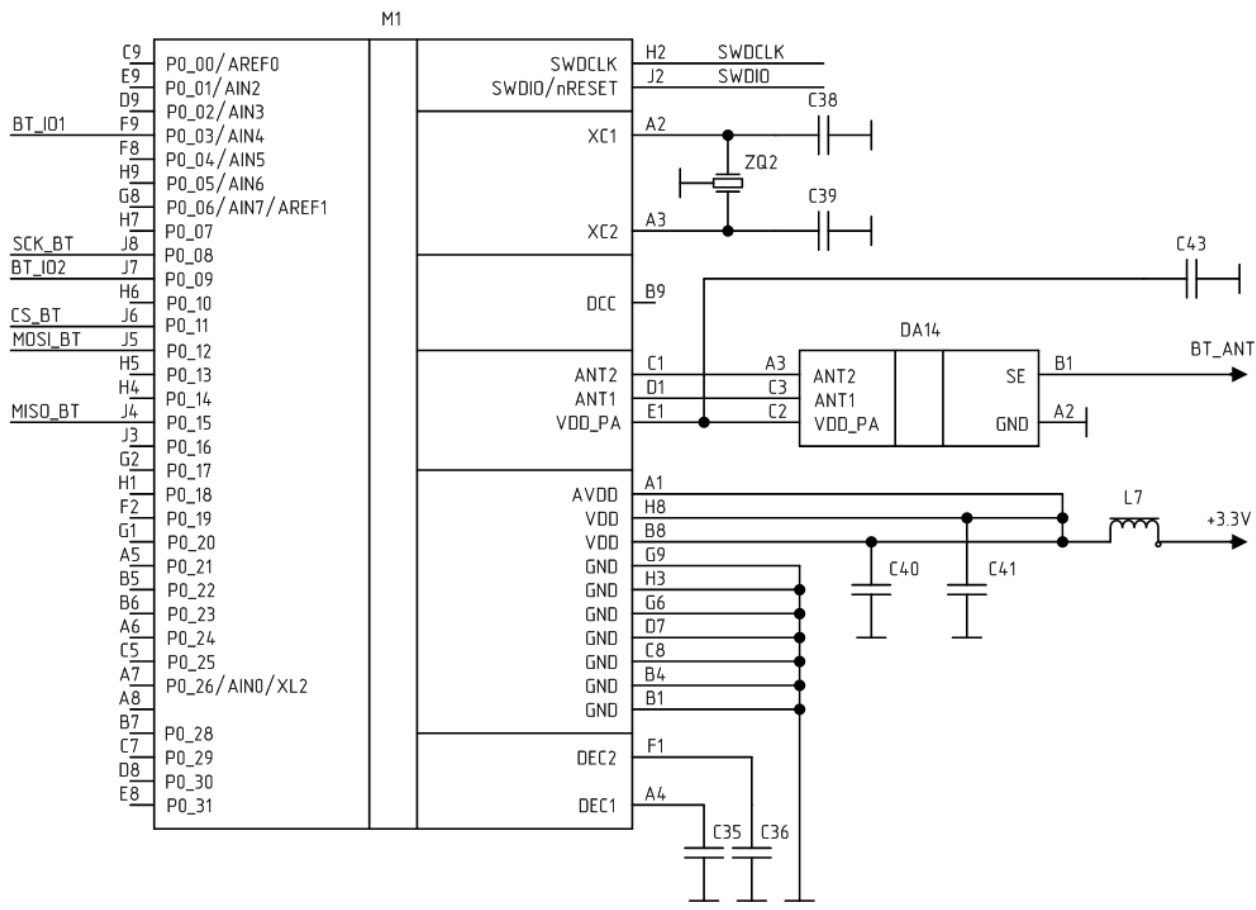 M1
C9 P0_00/AREF0
E9 P0_01/AIN2
D9 P0_02/AIN3
BT_IO1 F9 P0_03/AIN4
F8 P0_04/AIN5
H9 P0_05/AIN6
G8 P0_06/AIN7/AREF1
H7 P0_07
SCK_BT J8 P0_08
BT_IO2 J7 P0_09
H6 P0_10
CS_BT J6 P0_11
MOSI_BT J5 P0_12
H5 P0_13
H4 P0_14
MISO_BT J4 P0_15
J3 P0_16
G2 P0_17
H1 P0_18
F2 P0_19
G1 P0_20
A5 P0_21
B5 P0_22
B6 P0_23
A6 P0_24
C5 P0_25
A7 P0_26/AIN0/XL2
A8
B7 P0_28
C7 P0_29
D8 P0_30
E8 P0_31
SWDCLK H2 SWDCLK
SWDIO/nRESET J2 SWDIO
C38
XC1 A2
ZQ2
C39
XC2 A3
C43
DCC B9
DA14
BT_ANT
ANT2 C1 A3 ANT2 SE B1
ANT1 D1 C3 ANT1
VDD_PA E1 C2 VDD_PA GND A2
AVDD A1
L7
VDD H8
+3.3V
VDD B8
GND G9
C40 C41
GND H3
GND G6
GND D7
GND C8
GND B4
GND B1
DEC2 F1
DEC1 A4
C35 C36